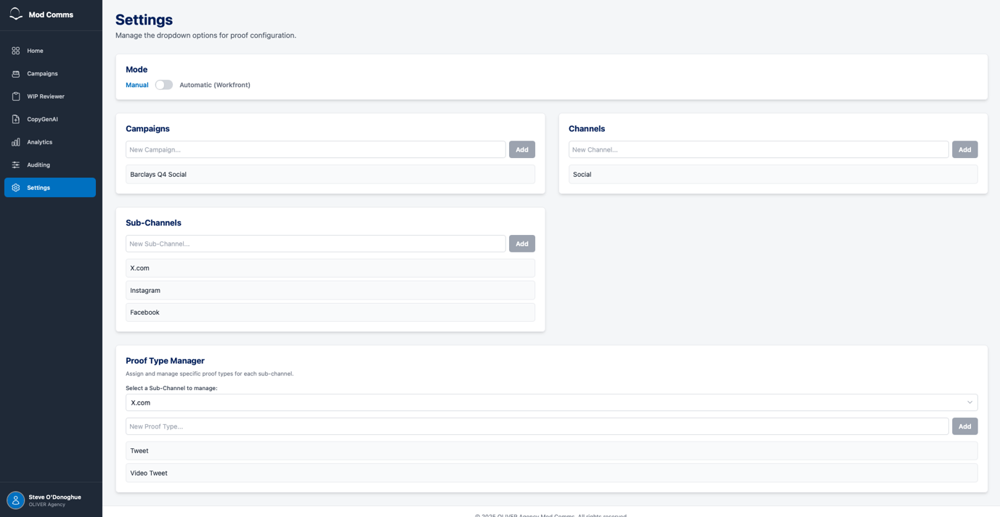 Mod Comms
Home
Campaigns
WIP Reviewer
CopyGenAI
Analytics
Auditing
Settings
Steve O'Donoghue
OLIVER Agency
Settings
Manage the dropdown options for proof configuration.
Mode
Manual Automatic (Workfront)
Campaigns
New Campaign... Add
Barclays Q4 Social
Channels
New Channel... Add
Social
Sub-Channels
New Sub-Channel... Add
X.com
Instagram
Facebook
Proof Type Manager
Assign and manage specific proof types for each sub-channel.
Select a Sub-Channel to manage:
X.com
New Proof Type... Add
Tweet
Video Tweet
© 2025 OLIVER Agency Mod Comms. All rights reserved.